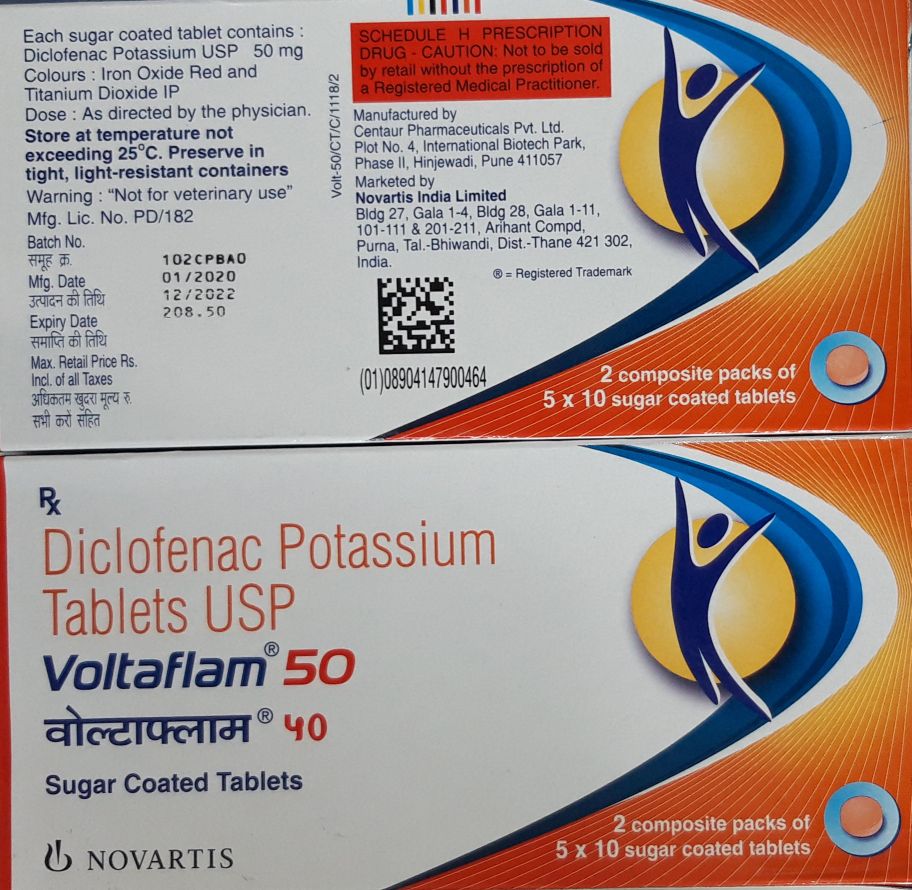 Each sugar coated tablet contains :
Diclofenac Potassium USP 50 mg
Colours : Iron Oxide Red and
Titanium Dioxide IP
Dose : As directed by the physician.
Store at temperature not
exceeding 25°C. Preserve in
tight, light-resistant containers
Warning : “Not for veterinary use”
Mfg. Lic. No. PD/182
Batch No.
समूह क्र.
Mfg. Date
उत्पादन की तिथि
Expiry Date
समाप्ति की तिथि
Max. Retail Price Rs.
Incl. of all Taxes
अधिकतम खुदरा मूल्य रु.
सभी करों सहित
102CPBAO
01/2020
12/2022
208.50
Volt-50/CT/C/1118/2
SCHEDULE H PRESCRIPTION
DRUG - CAUTION: Not to be sold
by retail without the prescription of
a Registered Medical Practitioner.
Manufactured by
Centaur Pharmaceuticals Pvt. Ltd.
Plot No. 4, International Biotech Park,
Phase II, Hinjewadi, Pune 411057
Marketed by
Novartis India Limited
Bldg 27, Gala 1-4, Bldg 28, Gala 1-11,
101-111 & 201-211, Arihant Compd,
Purna, Tal.-Bhiwandi, Dist.-Thane 421 302,
India.
® = Registered Trademark
(01)08904147900464
2 composite packs of
5 x 10 sugar coated tablets
Rx
Diclofenac Potassium
Tablets USP
Voltaflam® 50
वोल्टाफ्लाम® ५०
Sugar Coated Tablets
NOVARTIS
2 composite packs of
5 x 10 sugar coated tablets